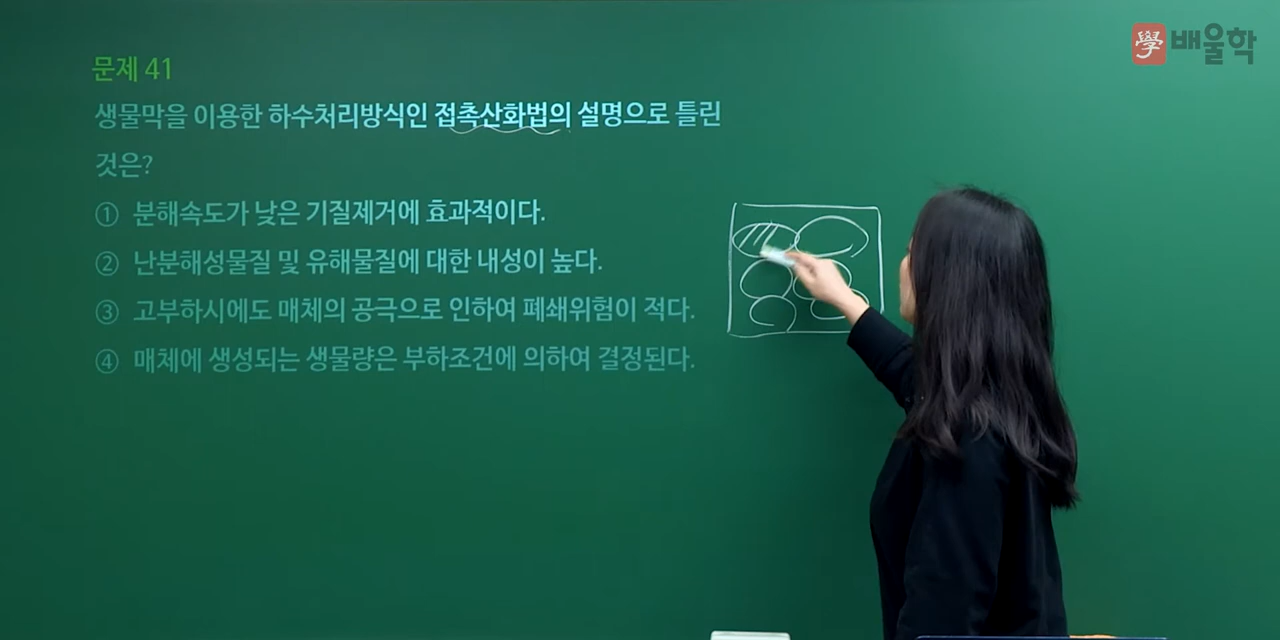 學 배울학
문제 41
생물막을 이용한 하수처리방식인 접촉산화법의 설명으로 틀린
것은?
① 분해속도가 낮은 기질제거에 효과적이다.
② 난분해성물질 및 유해물질에 대한 내성이 높다.
③ 고부하시에도 매체의 공극으로 인하여 폐쇄위험이 적다.
④ 매체에 생성되는 생물량은 부하조건에 의하여 결정된다.